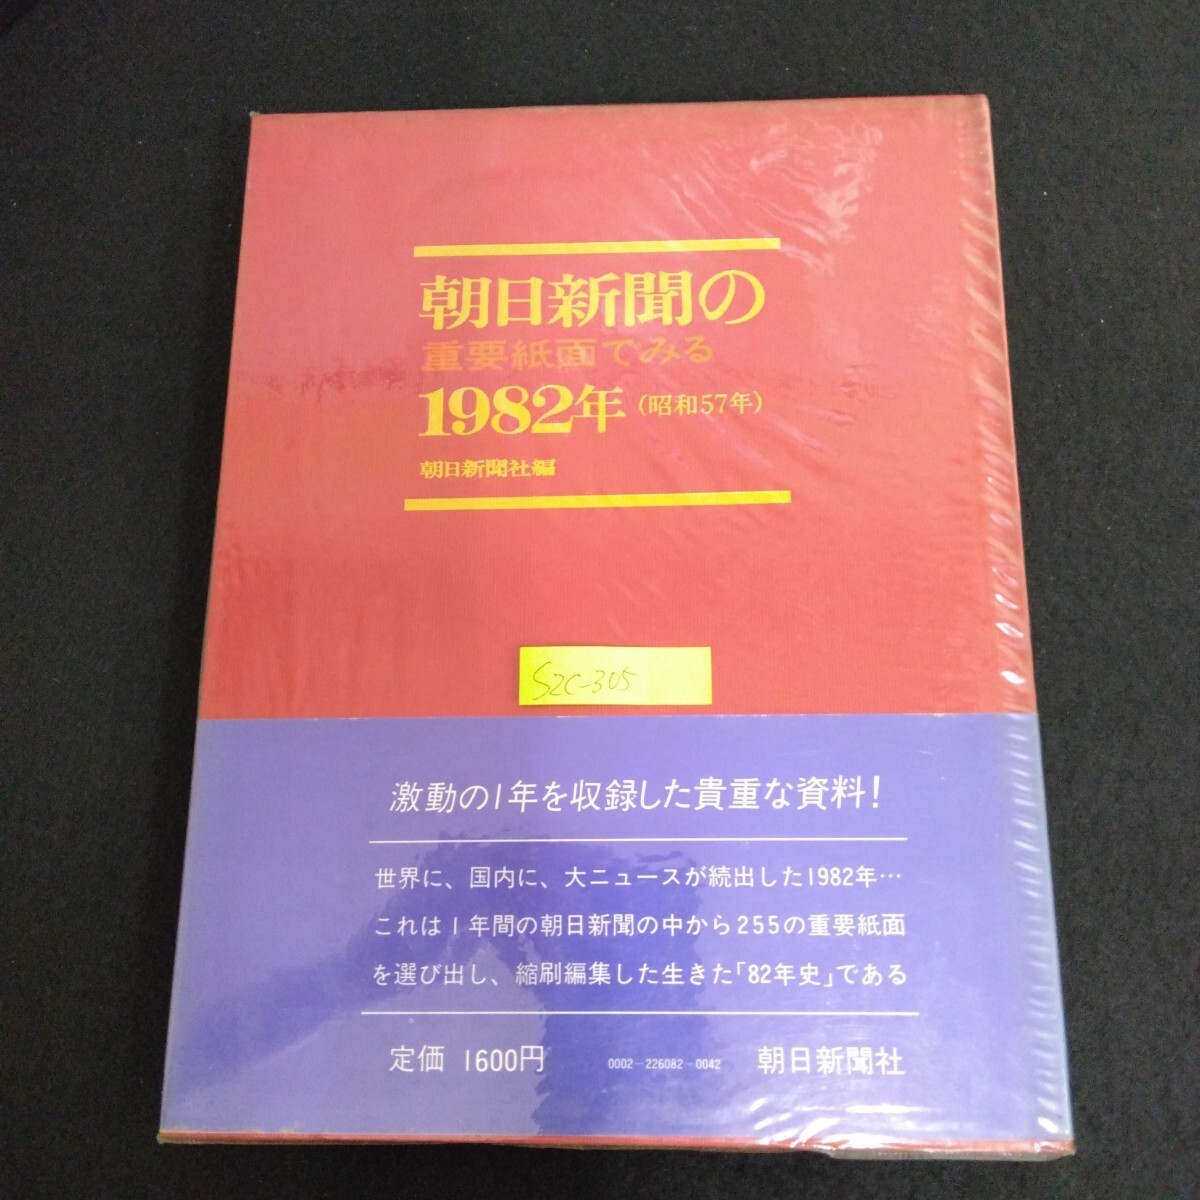 朝日新聞の
重要紙面でみる
1982年(昭和57年)
朝日新聞社編
SZC-305
激動の1年を収録した貴重な資料!
世界に、国内に、大ニュースが続出した1982年…
これは1年間の朝日新聞の中から255の重要紙面
を選び出し、縮刷編集した生きた「82年史」である
定価 1600円 0002-226082-0042 朝日新聞社